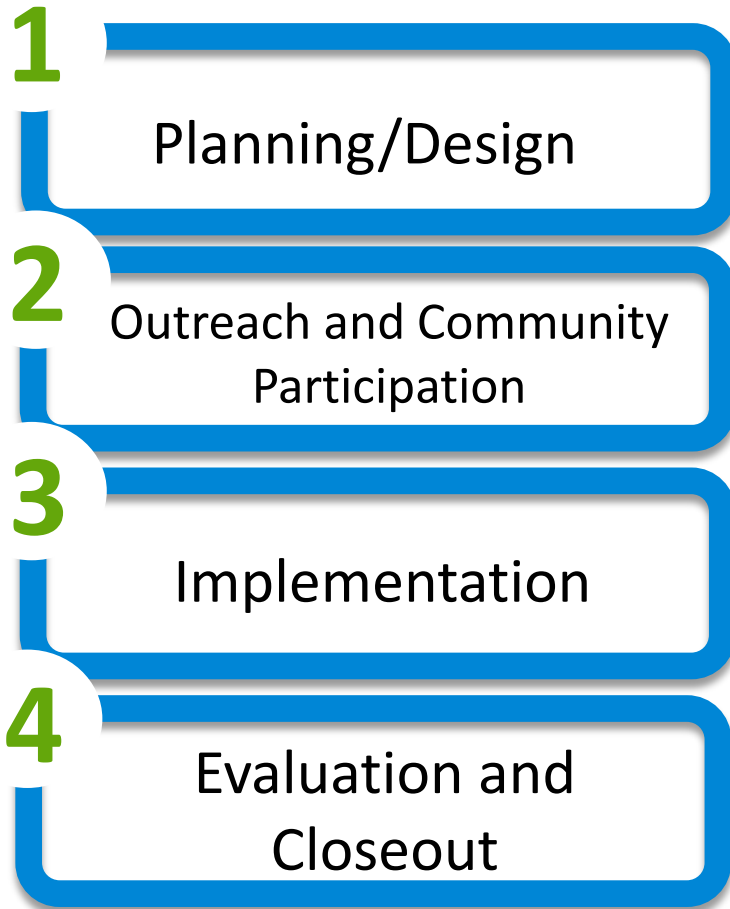 1
Planning/Design
2
Outreach and Community
Participation
3
Implementation
4
Evaluation and
Closeout